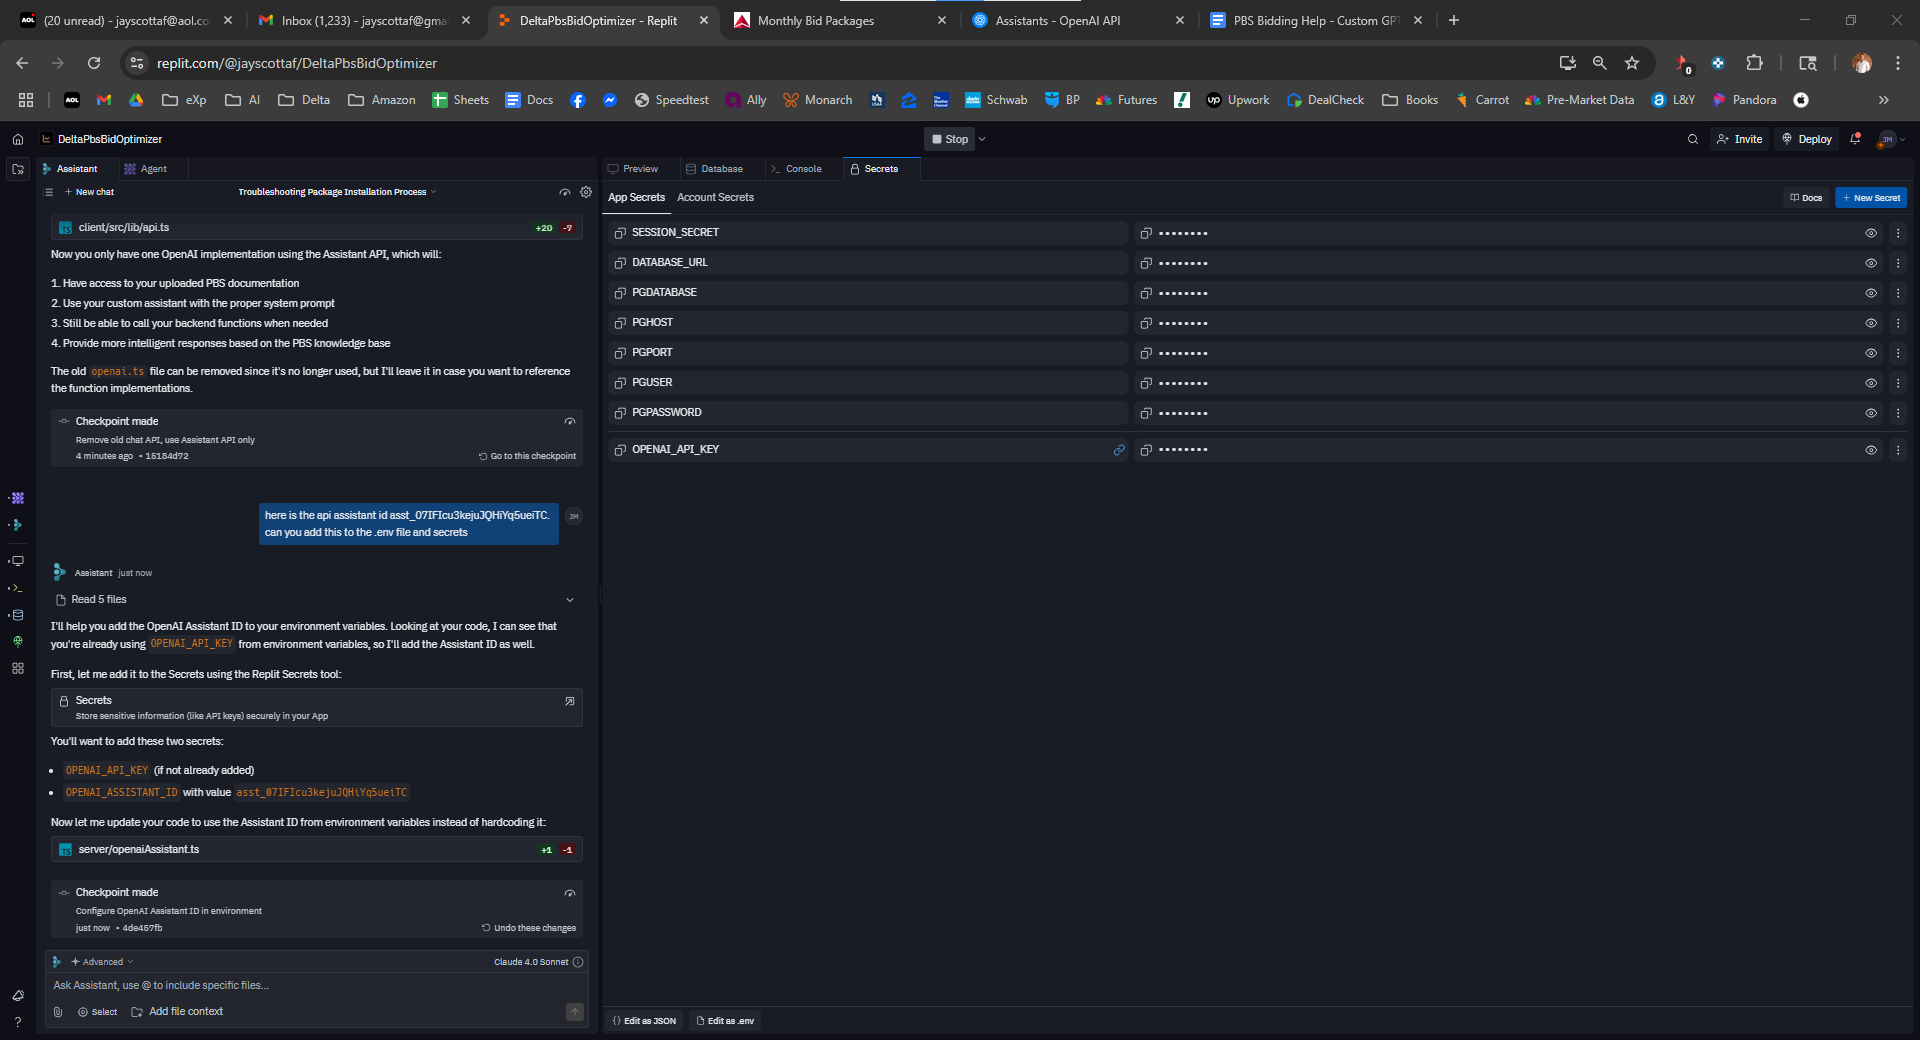 (20 unread) - jayscottaf@aol.co
Inbox (1,233) - jayscottaf@gma
DeltaPbsBidOptimizer - Replit
Monthly Bid Packages
Assistants - OpenAI API
PBS Bidding Help - Custom GPT
replit.com/@jayscottaf/DeltaPbsBidOptimizer
0
AOL
eXp
AI
Delta
Amazon
Sheets
Docs
Speedtest
Ally
Monarch
Schwab
BP
Futures
Upwork
DealCheck
Books
Carrot
Pre-Market Data
L&Y
Pandora
DeltaPbsBidOptimizer
Stop
Invite
Deploy
JM
Assistant
Agent
Preview
Database
Console
Secrets
New chat
Troubleshooting Package Installation Process
App Secrets
Account Secrets
Docs
New Secret
client/src/lib/api.ts
+20 -7
Now you only have one OpenAI implementation using the Assistant API, which will:
1. Have access to your uploaded PBS documentation
2. Use your custom assistant with the proper system prompt
3. Still be able to call your backend functions when needed
4. Provide more intelligent responses based on the PBS knowledge base
The old openai.ts file can be removed since it's no longer used, but I'll leave it in case you want to reference
the function implementations.
Checkpoint made
Remove old chat API, use Assistant API only
4 minutes ago • 15184d72
Go to this checkpoint
here is the api assistant id asst_07IFIcu3kejuJQHiYq5ueiTC.
can you add this to the .env file and secrets
JM
Assistant just now
Read 5 files
I'll help you add the OpenAI Assistant ID to your environment variables. Looking at your code, I can see that
you're already using OPENAI_API_KEY from environment variables, so I'll add the Assistant ID as well.
First, let me add it to the Secrets using the Replit Secrets tool:
Secrets
Store sensitive information (like API keys) securely in your App
You'll want to add these two secrets:
• OPENAI_API_KEY (if not already added)
• OPENAI_ASSISTANT_ID with value asst_07IFIcu3kejuJQHiYq5ueiTC
Now let me update your code to use the Assistant ID from environment variables instead of hardcoding it:
server/openaiAssistant.ts
+1 -1
Checkpoint made
Configure OpenAI Assistant ID in environment
just now • 4de457fb
Undo these changes
Advanced
Claude 4.0 Sonnet
Ask Assistant, use @ to include specific files...
Select
Add file context
SESSION_SECRET ••••••••
DATABASE_URL ••••••••
PGDATABASE ••••••••
PGHOST ••••••••
PGPORT ••••••••
PGUSER ••••••••
PGPASSWORD ••••••••
OPENAI_API_KEY ••••••••
{} Edit as JSON
Edit as .env